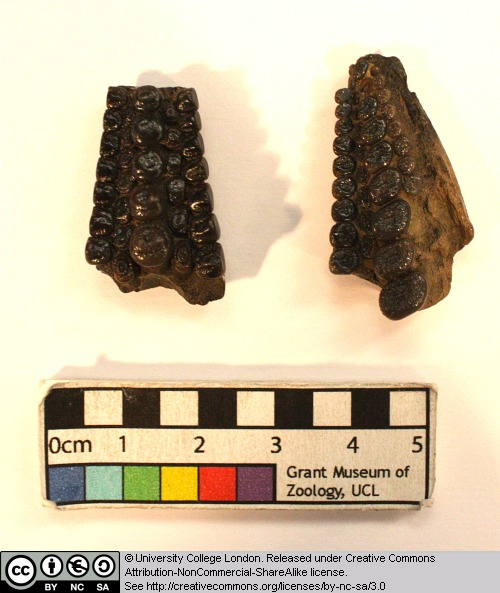 0cm 1 2 3 4 5
Grant Museum of
Zoology, UCL
cc BY NC SA
© University College London. Released under Creative Commons
Attribution-NonCommercial-ShareAlike license.
See http://creativecommons.org/licenses/by-nc-sa/3.0